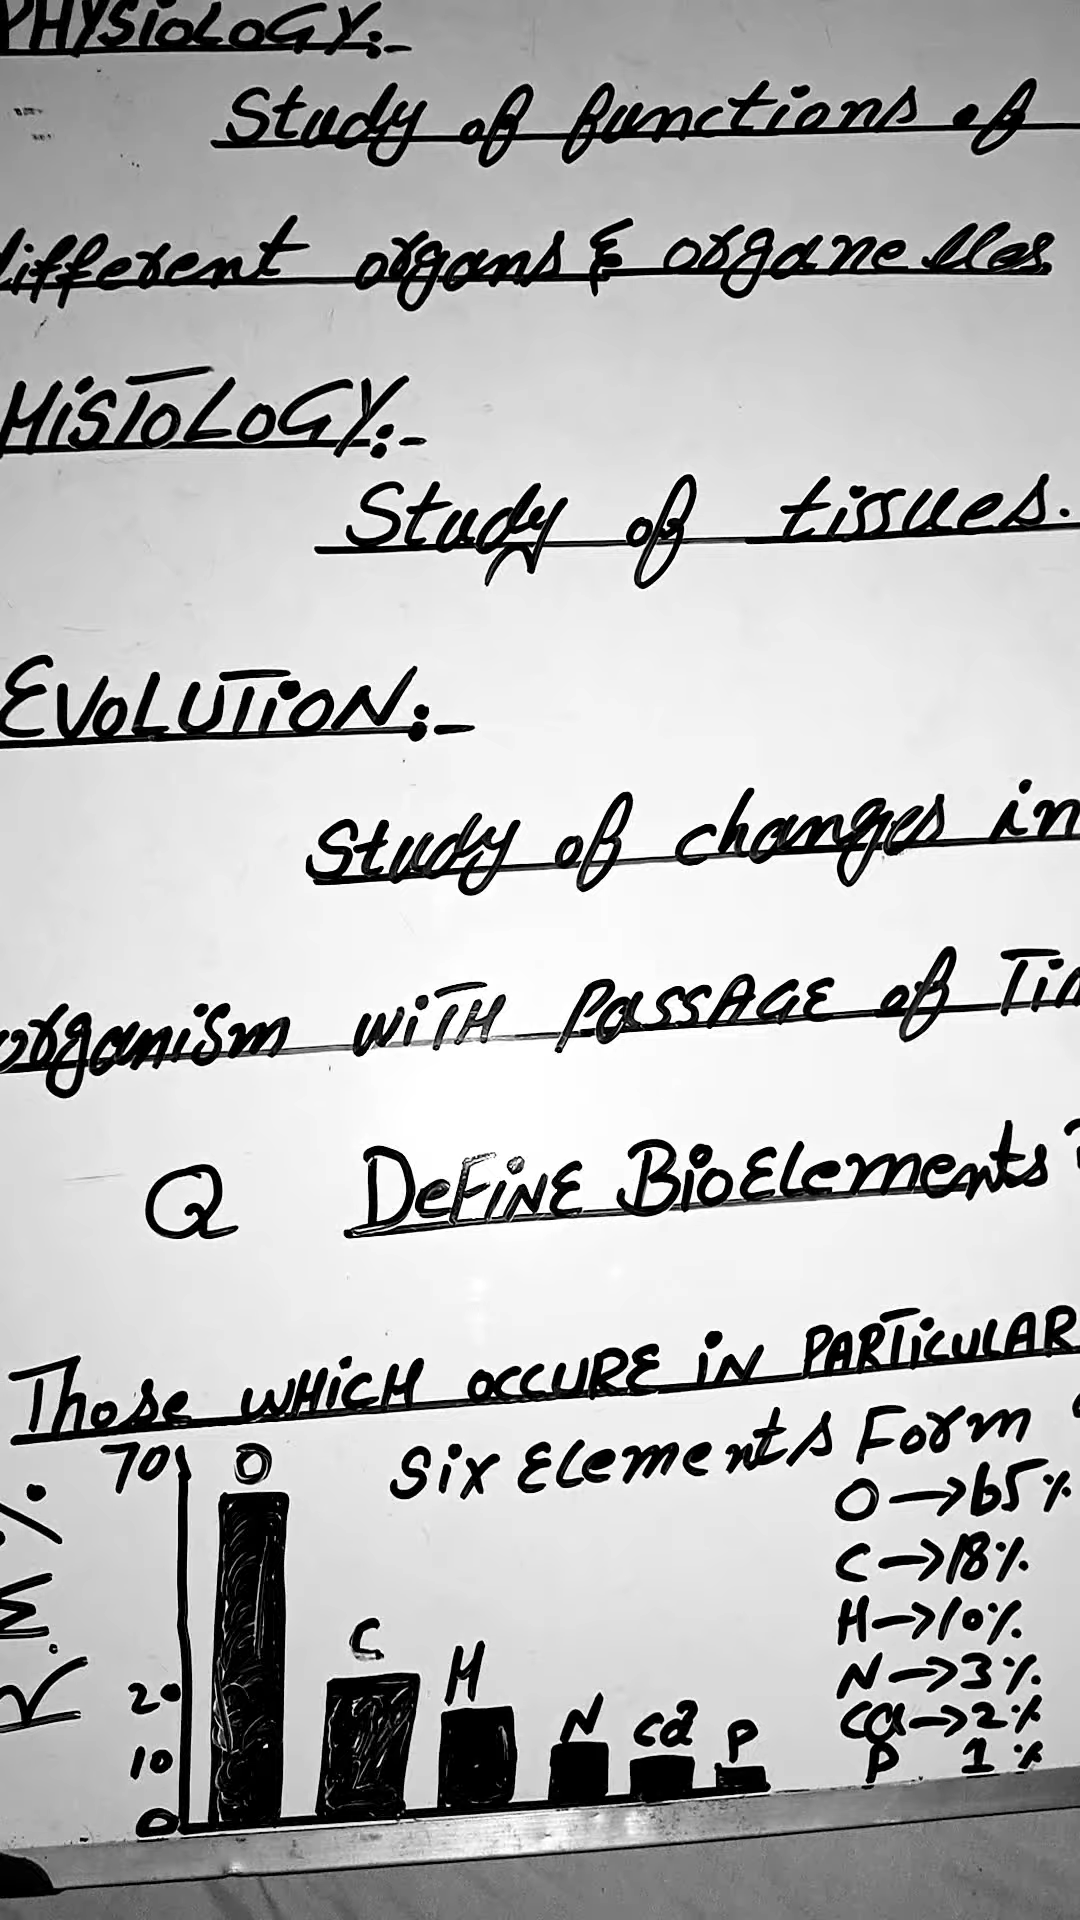 PHYSIOLOGY:-
Study of functions of
different organs & organelles
HISTOLOGY:-
Study of tissues.
EVOLUTION:-
Study of changes in
organism WITH PASSAGE of
Q DEFINE BIOElements?
Those WHICH OCCURE IN PARTICULAR
Six Elements Form
70 O
O→65%
C→18%
H→10%
N→3%
Ca→2%
P 1%
R.M%
C
H
20
N Ca P
10
0